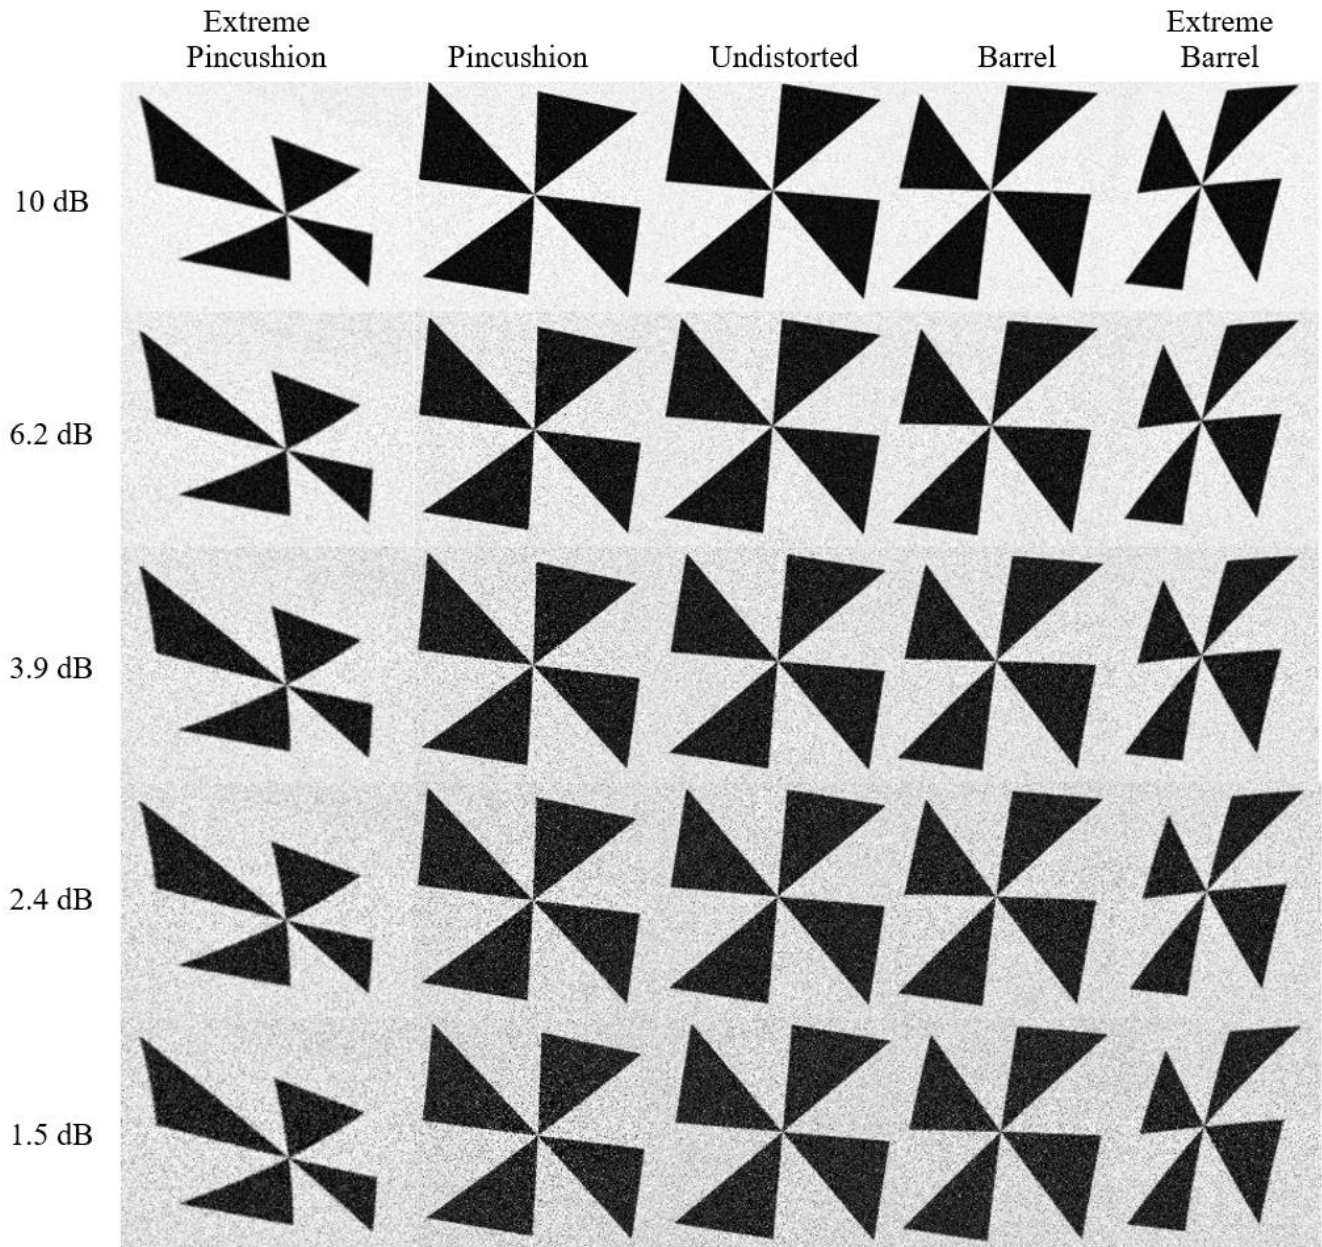 Extreme
Pincushion
Pincushion
Undistorted
Barrel
Extreme
Barrel
10 dB
6.2 dB
3.9 dB
2.4 dB
1.5 dB